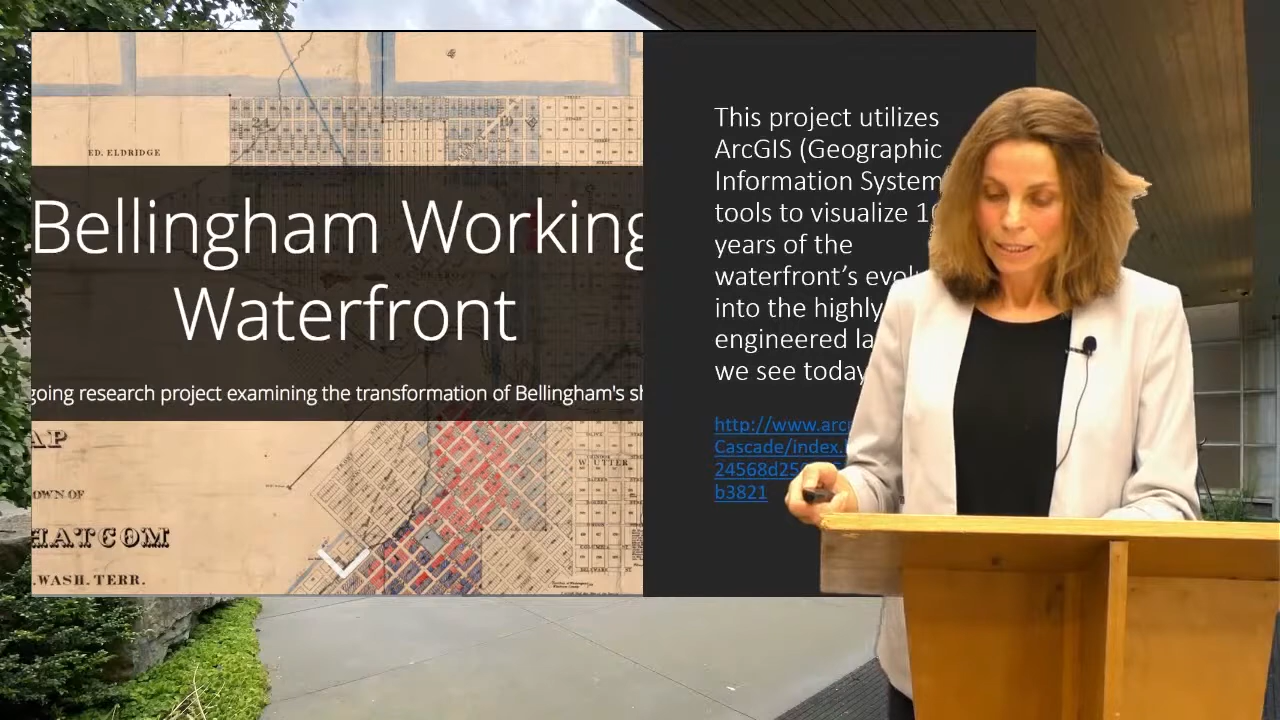 ED. ELDRIDGE
Bellingham Working
Waterfront
going research project examining the transformation of Bellingham's sh
AP
OWN OF
HATCOM
WASH. TERR.
W. UTTER
This project utilizes
ArcGIS (Geographic
Information System
tools to visualize
years of the
waterfront's evolu
into the highly
engineered la
we see today
http://www.arc
Cascade/index.
24568d25
b3821